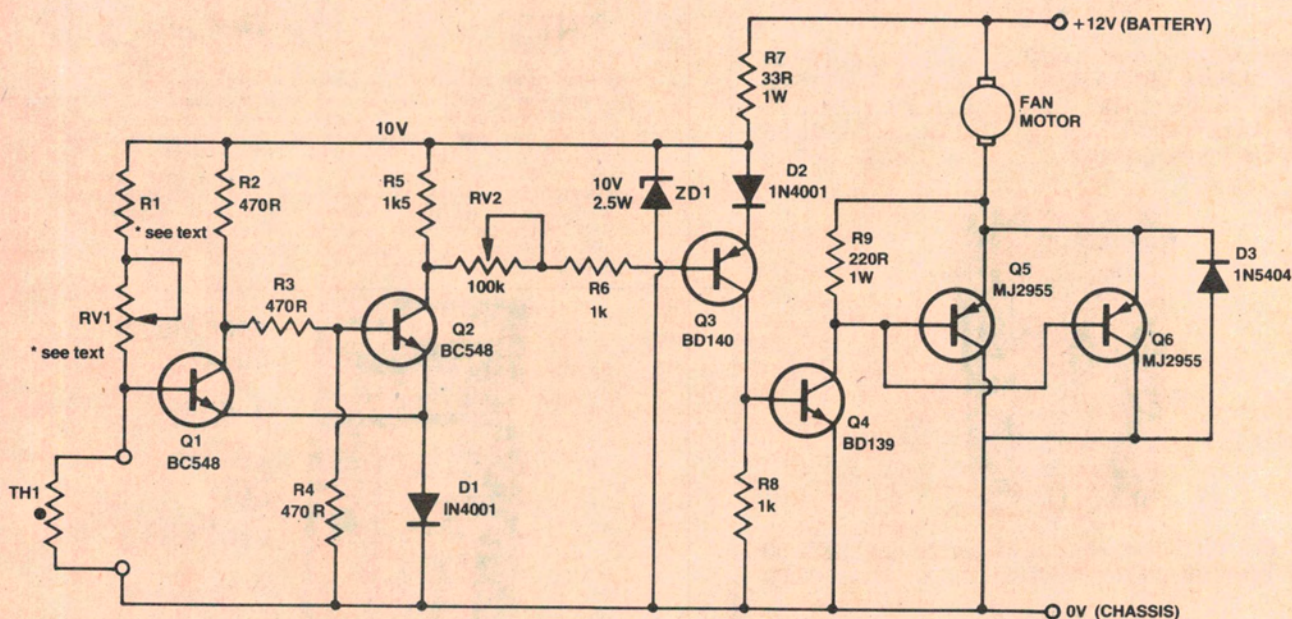 +12V (BATTERY)
R7
33R
1W
FAN
MOTOR
10V
R1
* see text
R2
470R
R5
1k5
RV2
100k
10V
2.5W
ZD1
D2
1N4001
R3
470R
R6
1k
R9
220R
1W
Q5
MJ2955
D3
1N5404
RV1
* see text
Q2
BC548
Q3
BD140
Q6
MJ2955
Q1
BC548
Q4
BD139
TH1
R4
470R
D1
IN4001
R8
1k
0V (CHASSIS)